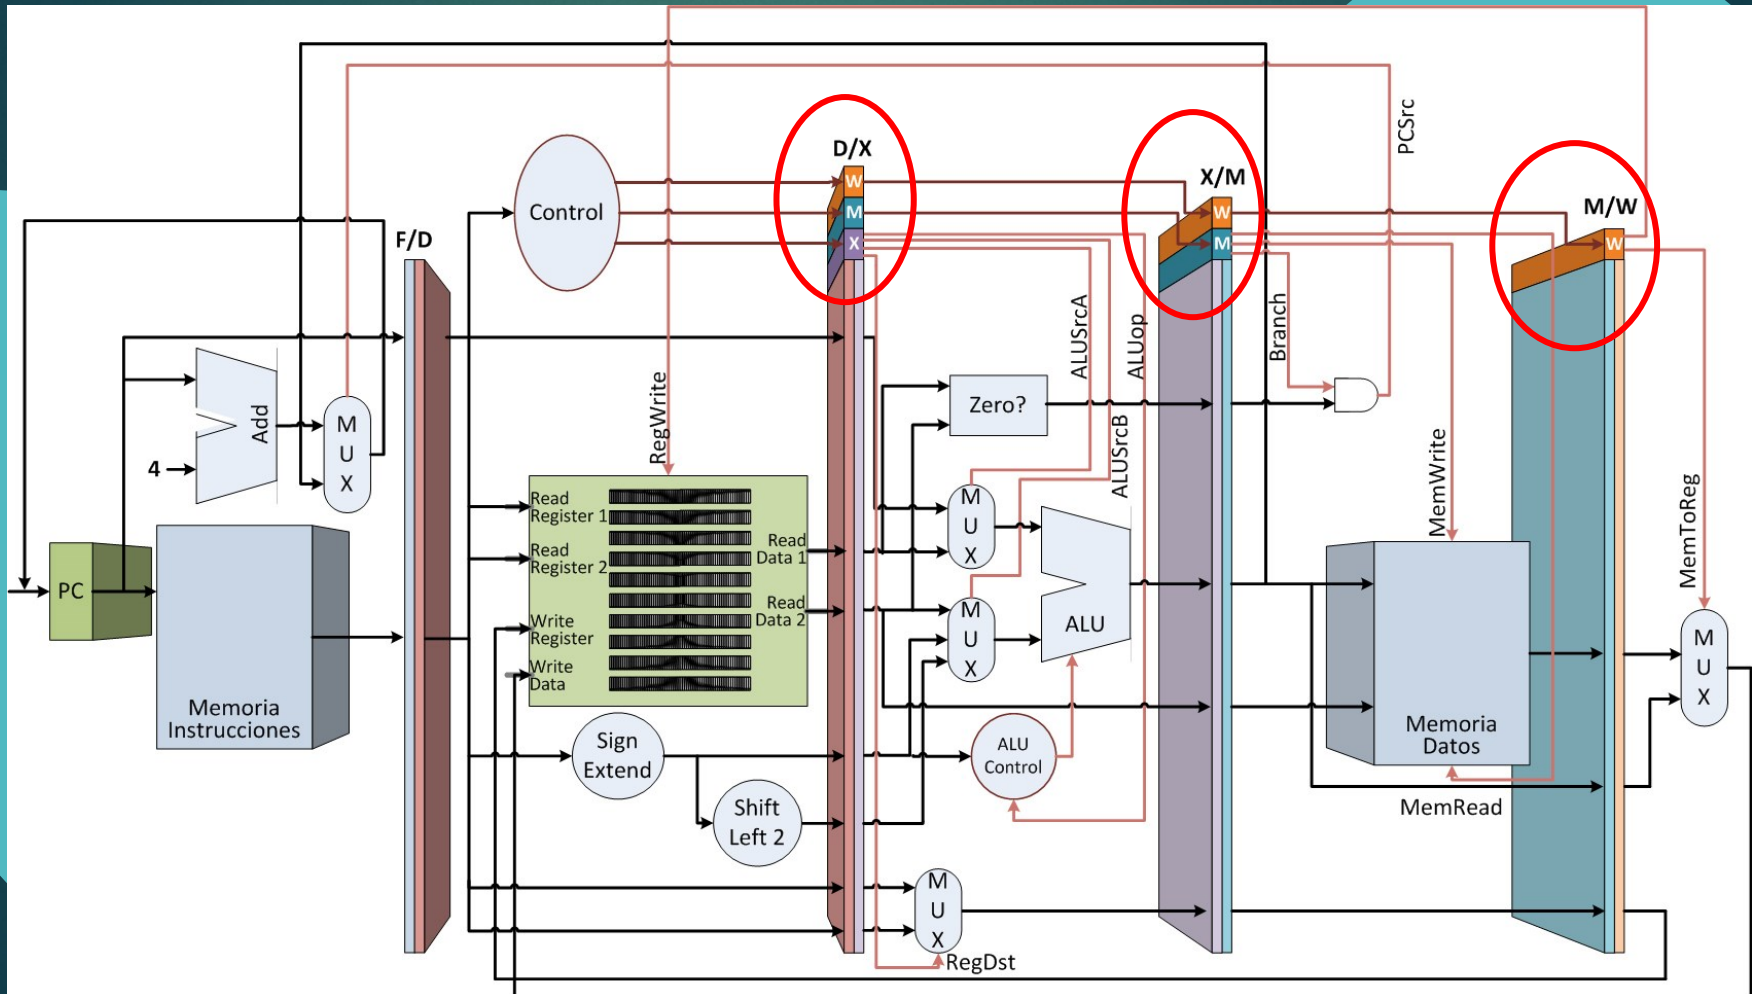 PCSrc
D/X
X/M
M/W
F/D
W
M
X
W
M
W
Control
ALUSrcA
ALUop
Branch
RegWrite
Zero?
Add
4
M
U
X
ALUSrcB
MemWrite
MemToReg
Read
Register 1
Read
Register 2
Write
Register
Write
Data
Read
Data 1
Read
Data 2
M
U
X
M
U
X
ALU
PC
Memoria
Instrucciones
Sign
Extend
Shift
Left 2
ALU
Control
Memoria
Datos
MemRead
M
U
X
M
U
X
RegDst